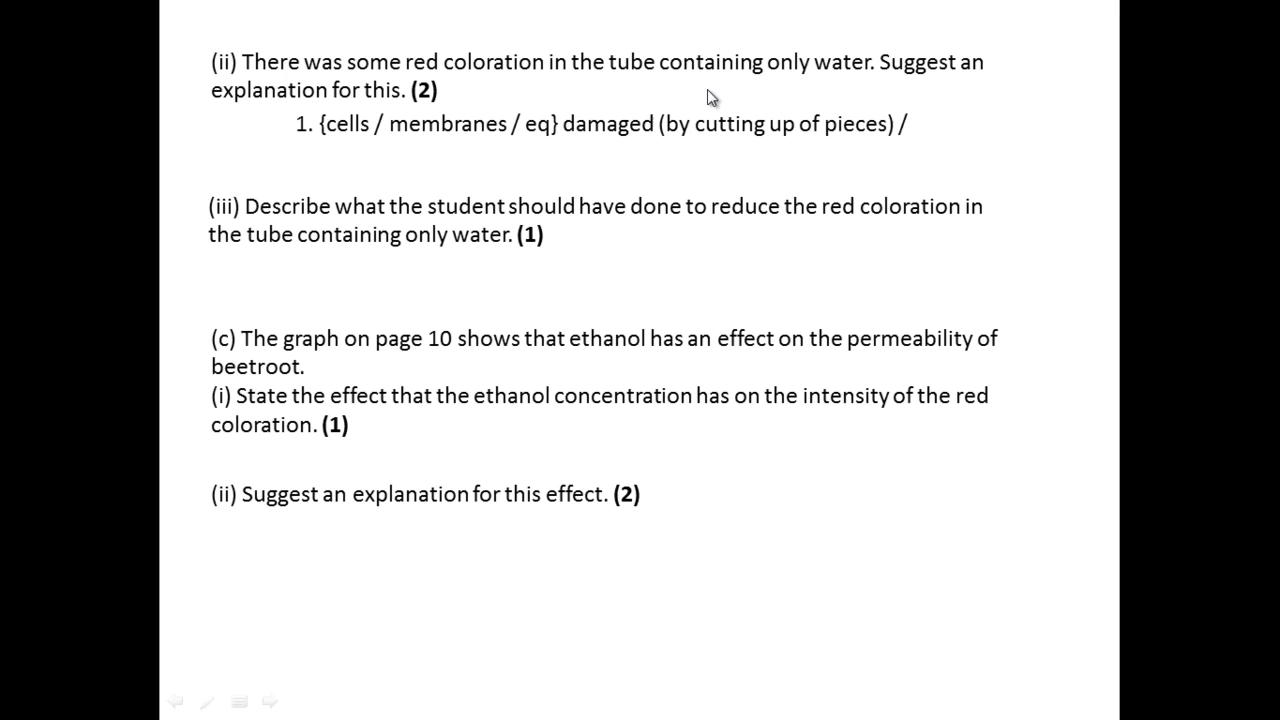 (ii) There was some red coloration in the tube containing only water. Suggest an
explanation for this. (2)
1. {cells / membranes / eq} damaged (by cutting up of pieces) /
(iii) Describe what the student should have done to reduce the red coloration in
the tube containing only water. (1)
(c) The graph on page 10 shows that ethanol has an effect on the permeability of
beetroot.
(i) State the effect that the ethanol concentration has on the intensity of the red
coloration. (1)
(ii) Suggest an explanation for this effect. (2)